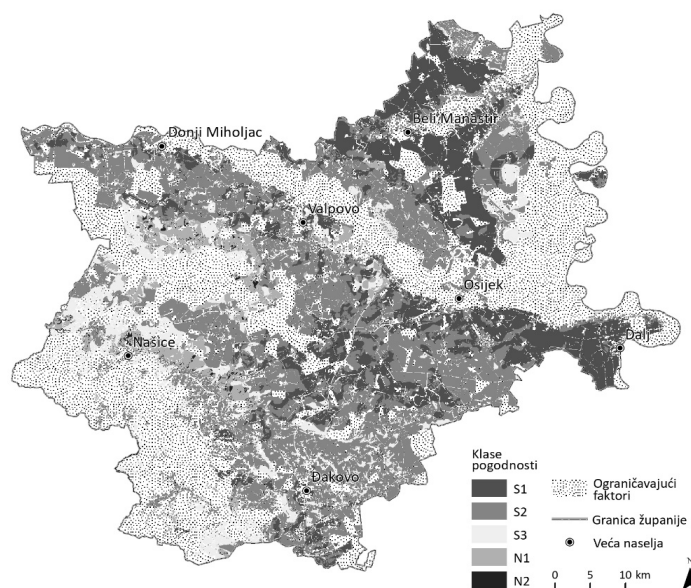 Beli Manastir
Donji Miholjac
Valpovo
Osijek
Dalj
Našice
Đakovo
Klase
pogodnosti
S1
S2
S3
N1
N2
Ograničavajući
faktori
Granica županije
Veća naselja
0 5 10 km
N